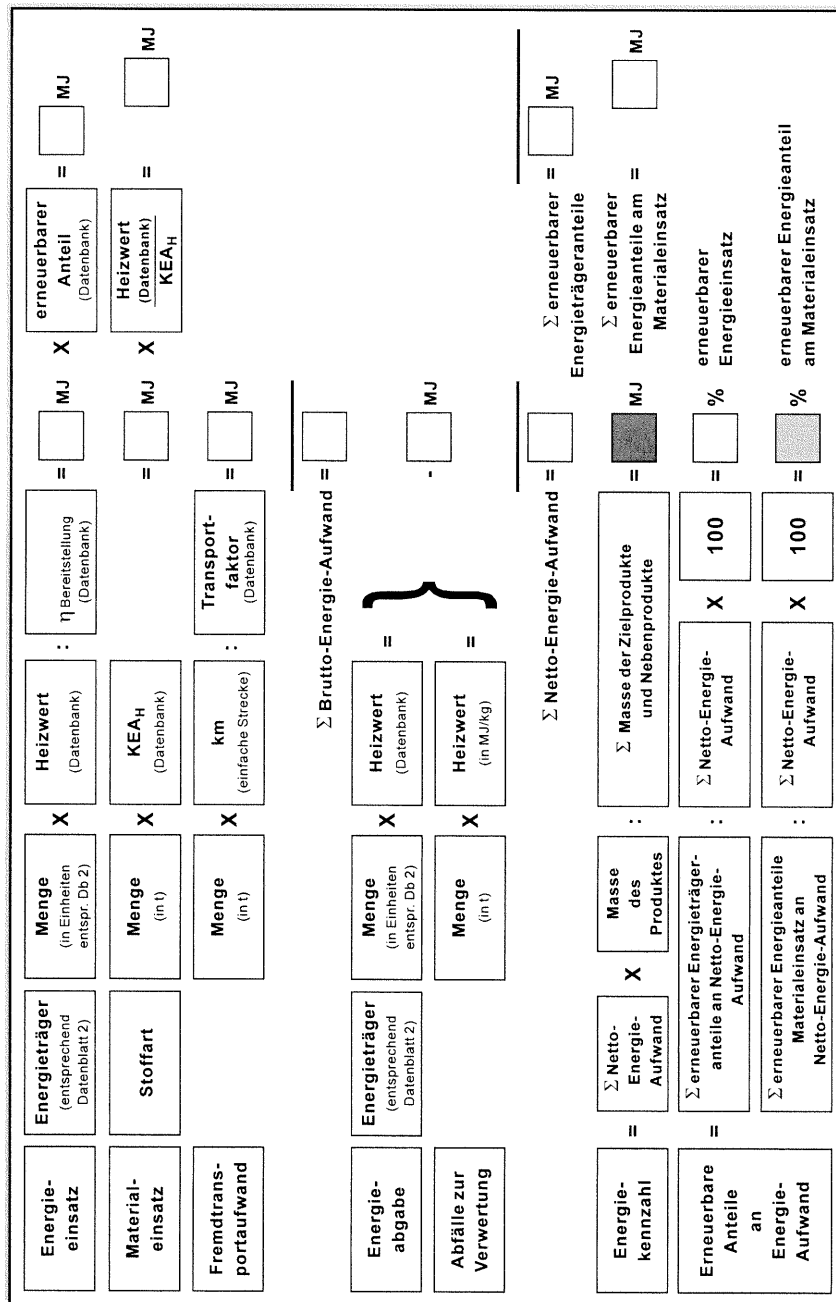 Energie-
einsatz
Energieträger
(entsprechend
Datenblatt 2)
Menge
(in Einheiten
entspr. Db 2)
X
Heizwert
(Datenbank)
:
η Bereitstellung
(Datenbank)
=
MJ
X
erneuerbarer
Anteil
(Datenbank)
=
MJ
Material-
einsatz
Stoffart
Menge
(in t)
X
KEAH
(Datenbank)
=
MJ
X
Heizwert
(Datenbank)
KEAH
=
MJ
Fremdtrans-
portaufwand
Menge
(in t)
X
km
(einfache Strecke)
:
Transport-
faktor
(Datenbank)
=
MJ
Σ Brutto-Energie-Aufwand =
Energie-
abgabe
Energieträger
(entsprechend
Datenblatt 2)
Menge
(in Einheiten
entspr. Db 2)
X
Heizwert
(Datenbank)
=
}
-
MJ
Abfälle zur
Verwertung
Menge
(in t)
X
Heizwert
(in MJ/kg)
=
Σ Netto-Energie-Aufwand =
Σ erneuerbarer =
Energieträgeranteile
MJ
Energie-
kennzahl
=
Σ Netto-
Energie-
Aufwand
X
Masse
des
Produktes
:
Σ Masse der Zielprodukte
und Nebenprodukte
=
MJ
Σ erneuerbarer
Energieanteile am =
Materialeinsatz
MJ
Erneuerbare
Anteile
an
Energie-
Aufwand
=
Σ erneuerbarer Energieträger-
anteile an Netto-Energie-
Aufwand
:
Σ Netto-Energie-
Aufwand
X
100
=
%
erneuerbarer
Energieeinsatz
Σ erneuerbarer Energieanteile
Materialeinsatz an
Netto-Energie-Aufwand
:
Σ Netto-Energie-
Aufwand
X
100
=
%
erneuerbarer Energieanteil
am Materialeinsatz